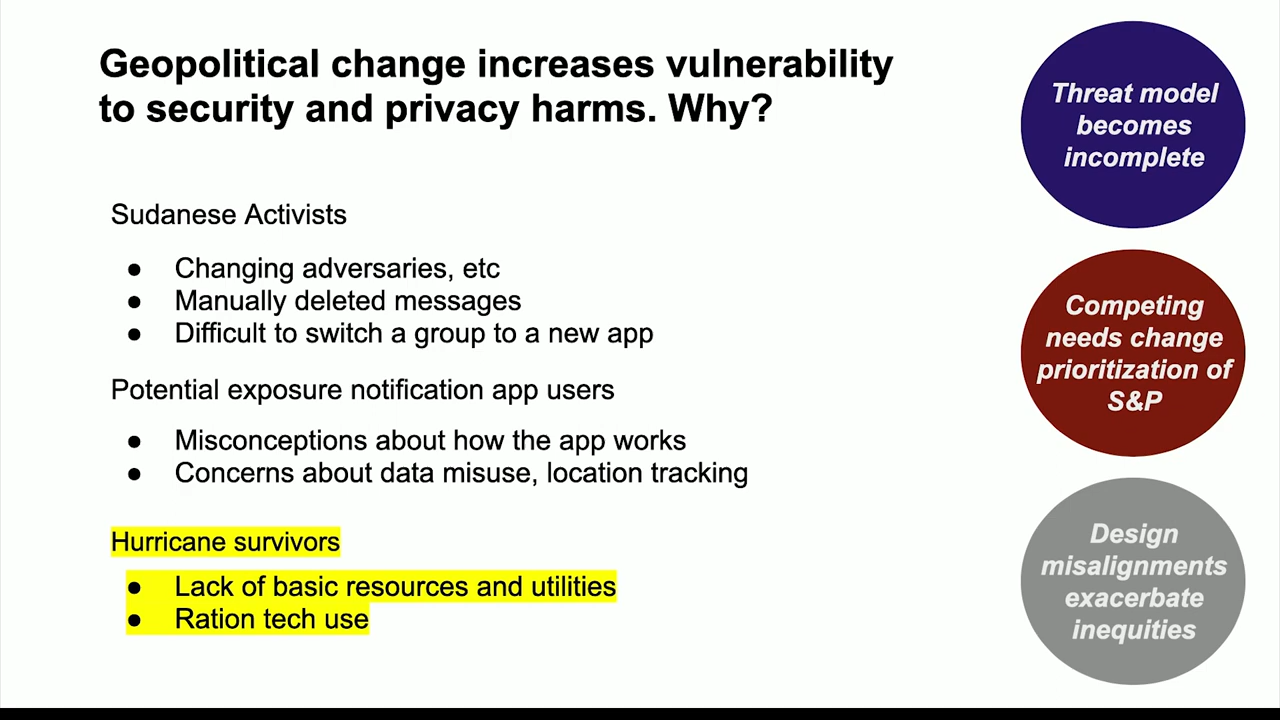 Geopolitical change increases vulnerability
to security and privacy harms. Why?
Sudanese Activists
● Changing adversaries, etc
● Manually deleted messages
● Difficult to switch a group to a new app
Potential exposure notification app users
● Misconceptions about how the app works
● Concerns about data misuse, location tracking
Hurricane survivors
● Lack of basic resources and utilities
● Ration tech use
Threat model
becomes
incomplete
Competing
needs change
prioritization of
S&P
Design
misalignments
exacerbate
inequities